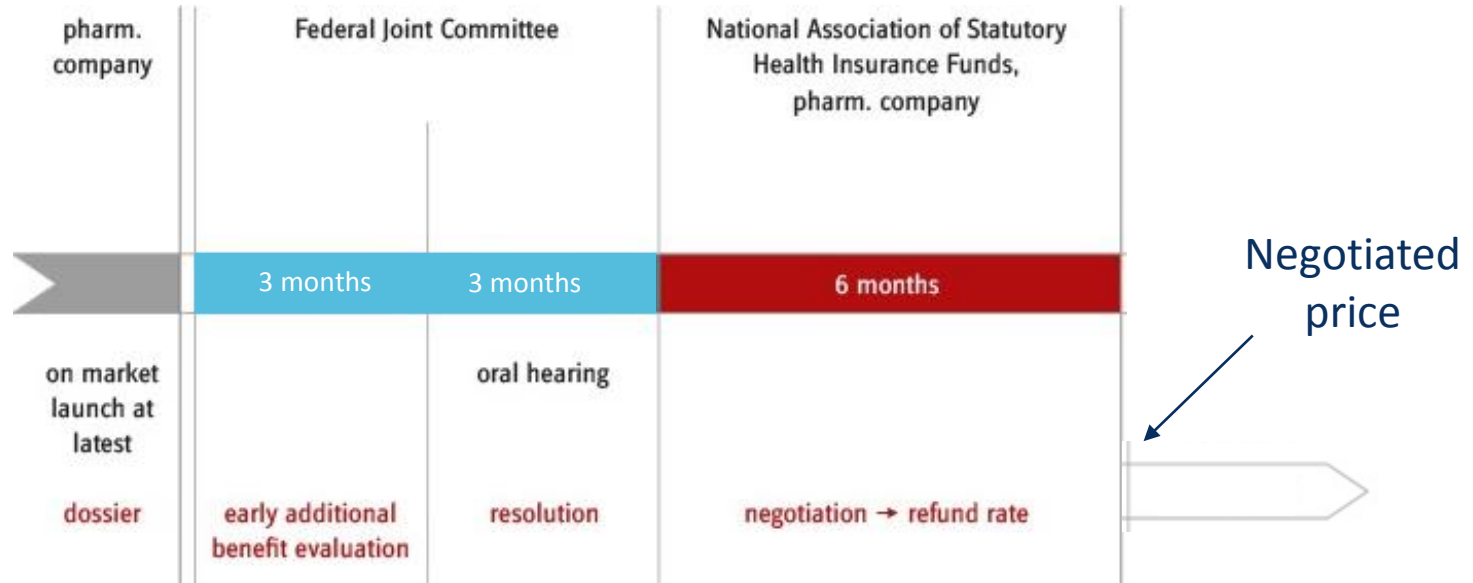 pharm.
company
Federal Joint Committee
National Association of Statutory
Health Insurance Funds,
pharm. company
3 months
3 months
6 months
Negotiated
price
on market
launch at
latest
oral hearing
dossier
early additional
benefit evaluation
resolution
negotiation → refund rate